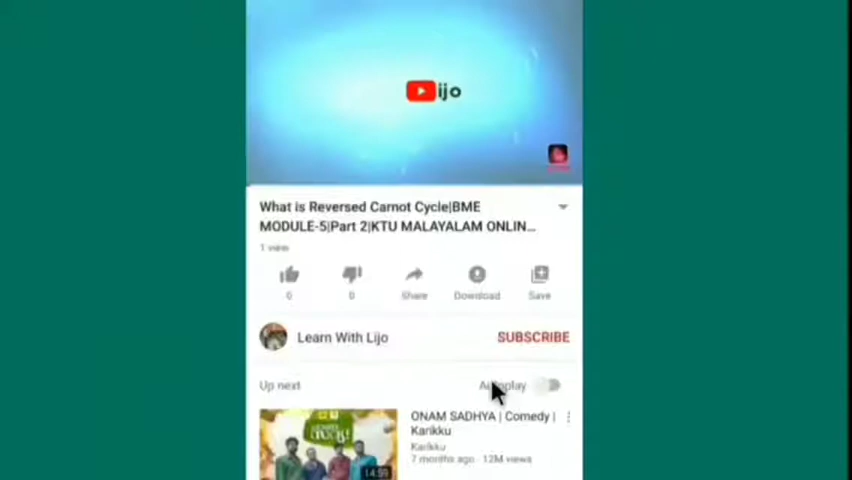 ijo
What is Reversed Carnot Cycle|BME
MODULE-5|Part 2|KTU MALAYALAM ONLIN...
1 view
0
0
Share
Download
Save
Learn With Lijo
SUBSCRIBE
Up next
Autoplay
ONAM SADHYA | Comedy |
Karikku
Karikku
7 months ago · 12M views
14:59